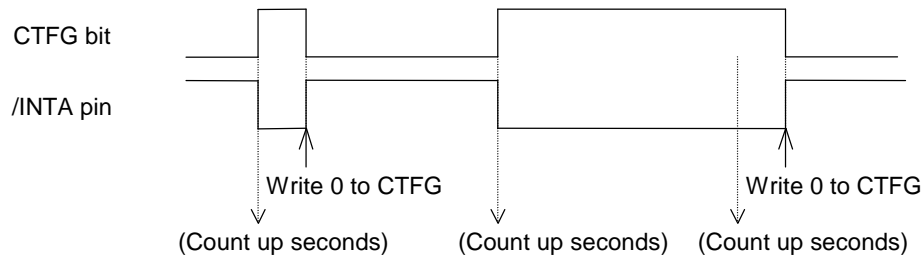 CTFG bit
/INTA pin
Write 0 to CTFG Write 0 to CTFG
(Count up seconds) (Count up seconds) (Count up seconds)